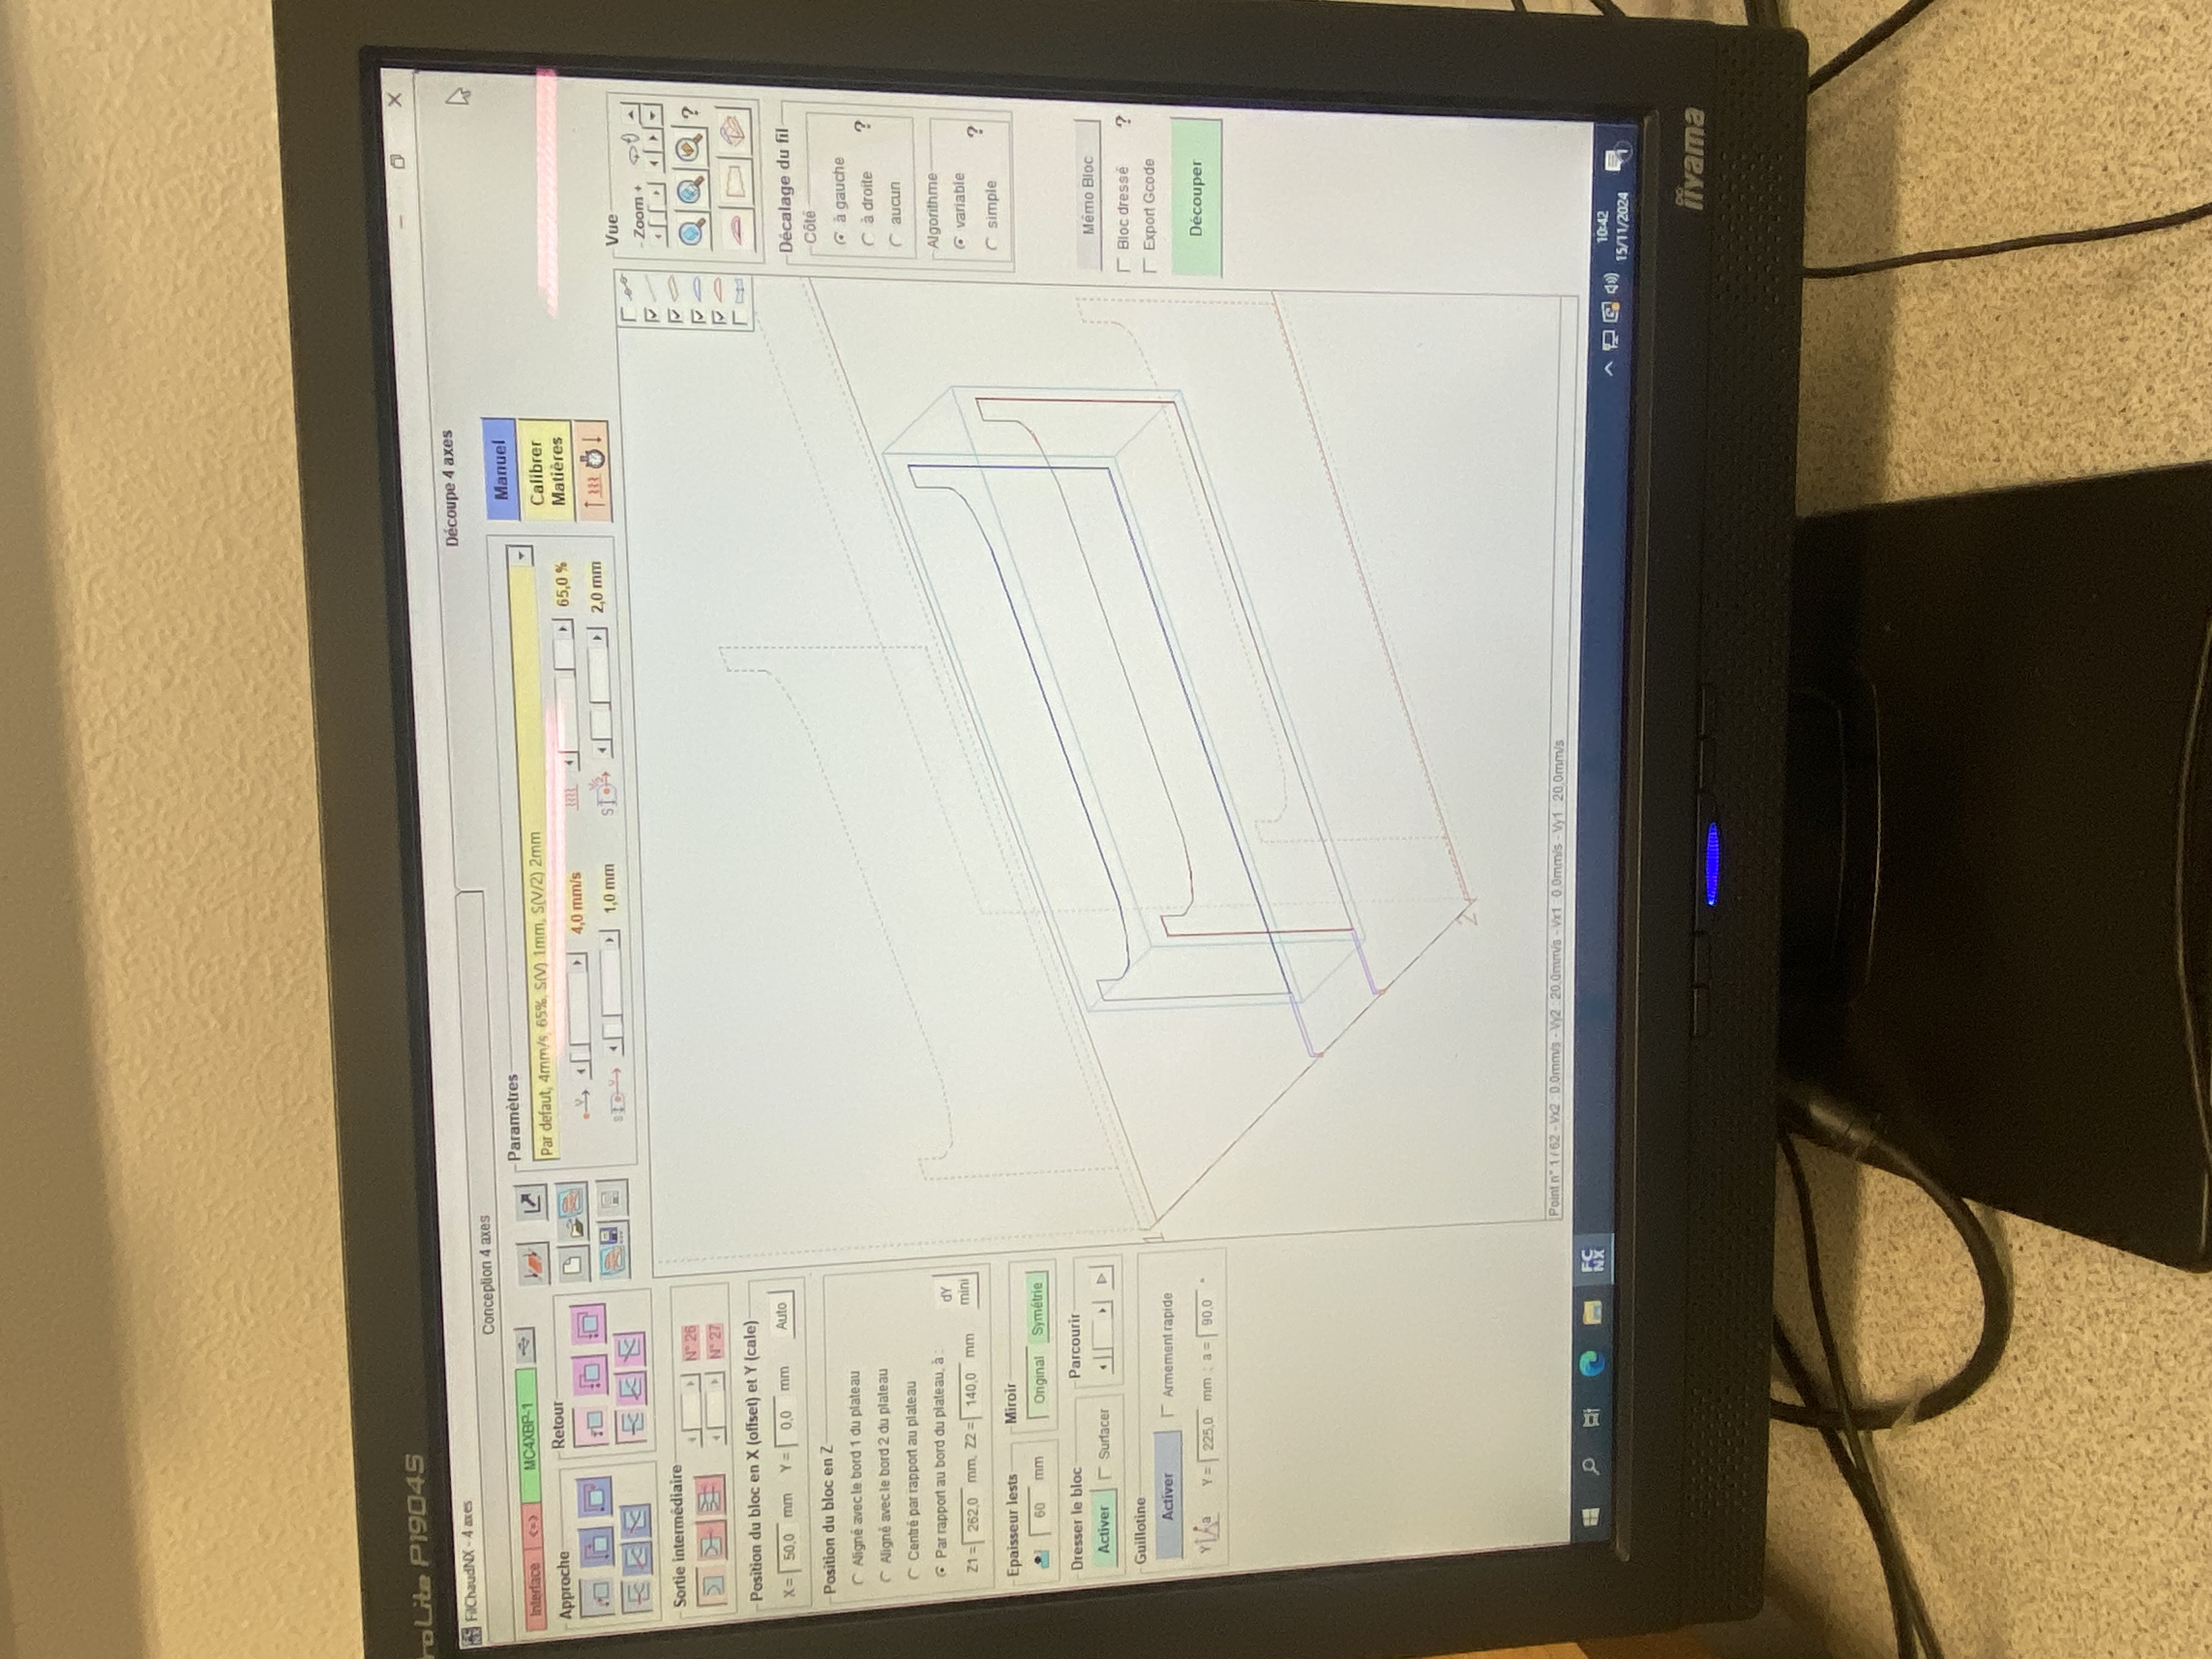 ProLite P1904S
FilChaudNX - 4 axes
Conception 4 axes
Découpe 4 axes
Interface <=> MC4XBP-1
Approche
Retour
Paramètres
Par defaut, 4mm/s, 65%, S(V) 1mm, S(V/2) 2mm
4,0 mm/s
65,0 %
1,0 mm
2,0 mm
Manuel
Calibrer
Matières
Sortie intermédiaire
N° 26
N° 27
Position du bloc en X (offset) et Y (cale)
X = 50,0 mm Y = 0,0 mm Auto
Position du bloc en Z
Aligné avec le bord 1 du plateau
Aligné avec le bord 2 du plateau
Centré par rapport au plateau
Par rapport au bord du plateau, à :
Z1 = 262,0 mm, Z2 = 140,0 mm
dY
mini
Epaisseur lests
60 mm
Miroir
Original Symétrie
Dresser le bloc
Activer Surfacer
Parcourir
Guillotine
Activer Armement rapide
Y a Y = 225,0 mm ; a = 90,0 °
1
2
Vue
- Zoom +
?
Décalage du fil
Côté
à gauche
à droite
aucun
?
Algorithme
variable
simple
?
Mémo Bloc
Bloc dressé ?
Export Gcode
Découper
Point n° 1 / 62 - Vx2 : 0,0mm/s - Vy2 : 20,0mm/s - Vx1 : 0,0mm/s - Vy1 : 20,0mm/s
FC
NX
10:42
15/11/2024
1
iiyama